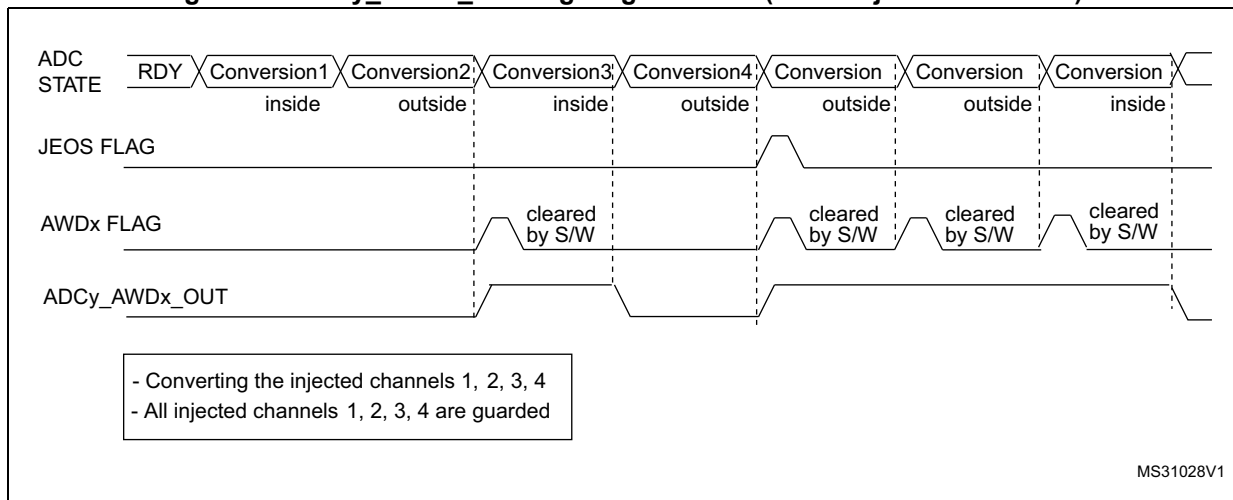 ADC
STATE
RDY Conversion1 Conversion2 Conversion3 Conversion4 Conversion Conversion Conversion
inside outside inside outside outside outside inside
JEOS FLAG
AWDx FLAG
cleared
by S/W
cleared
by S/W
cleared
by S/W
cleared
by S/W
ADCy_AWDx_OUT
- Converting the injected channels 1, 2, 3, 4
- All injected channels 1, 2, 3, 4 are guarded
MS31028V1